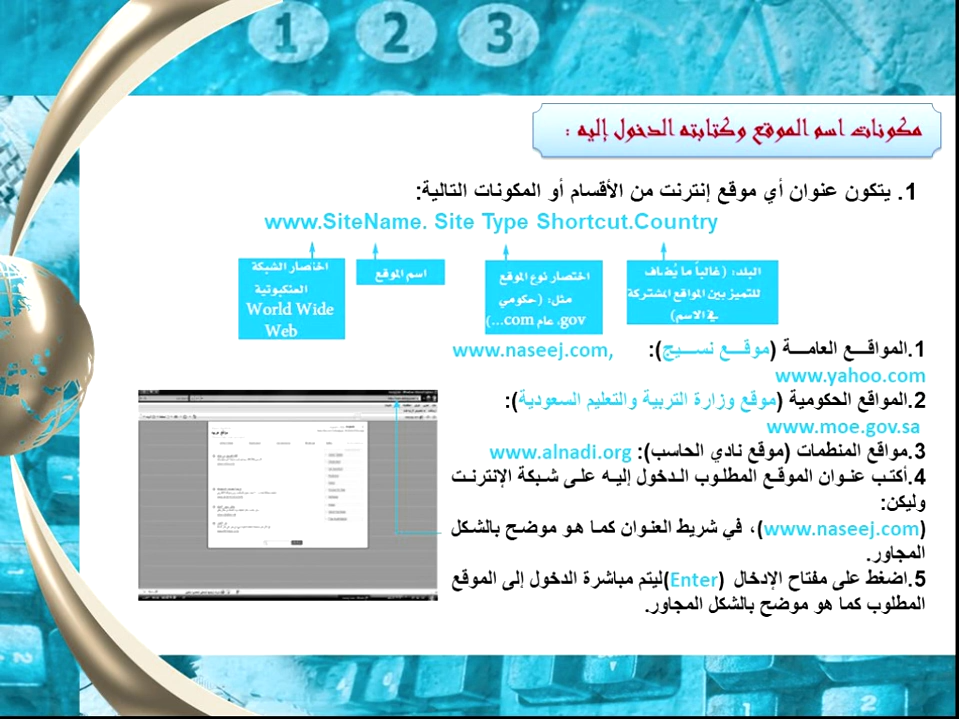 1 2 3
مكونات اسم الموقع وكتابته الدخول إليه :
1. يتكون عنوان أي موقع إنترنت من الأقسام أو المكونات التالية:
www.SiteName. Site Type Shortcut.Country
اختصار الشبكة
العنكبوتية
World Wide
Web
اسم الموقع
اختصار نوع الموقع
مثل: (حكومي
gov، عام com...)
البلد: (غالباً ما يُضاف
للتميز بين المواقع المشتركة
في الاسم)
1.المواقع العامة (موقع نسيج): www.naseej.com,
www.yahoo.com
2.المواقع الحكومية (موقع وزارة التربية والتعليم السعودية):
www.moe.gov.sa
3.مواقع المنظمات (موقع نادي الحاسب): www.alnadi.org
4.أكتب عنوان الموقع المطلوب الدخول إليه على شبكة الإنترنت
وليكن:
(www.naseej.com)، في شريط العنوان كما هو موضح بالشكل
المجاور.
5.اضغط على مفتاح الإدخال (Enter)ليتم مباشرة الدخول إلى الموقع
المطلوب كما هو موضح بالشكل المجاور.
1
2